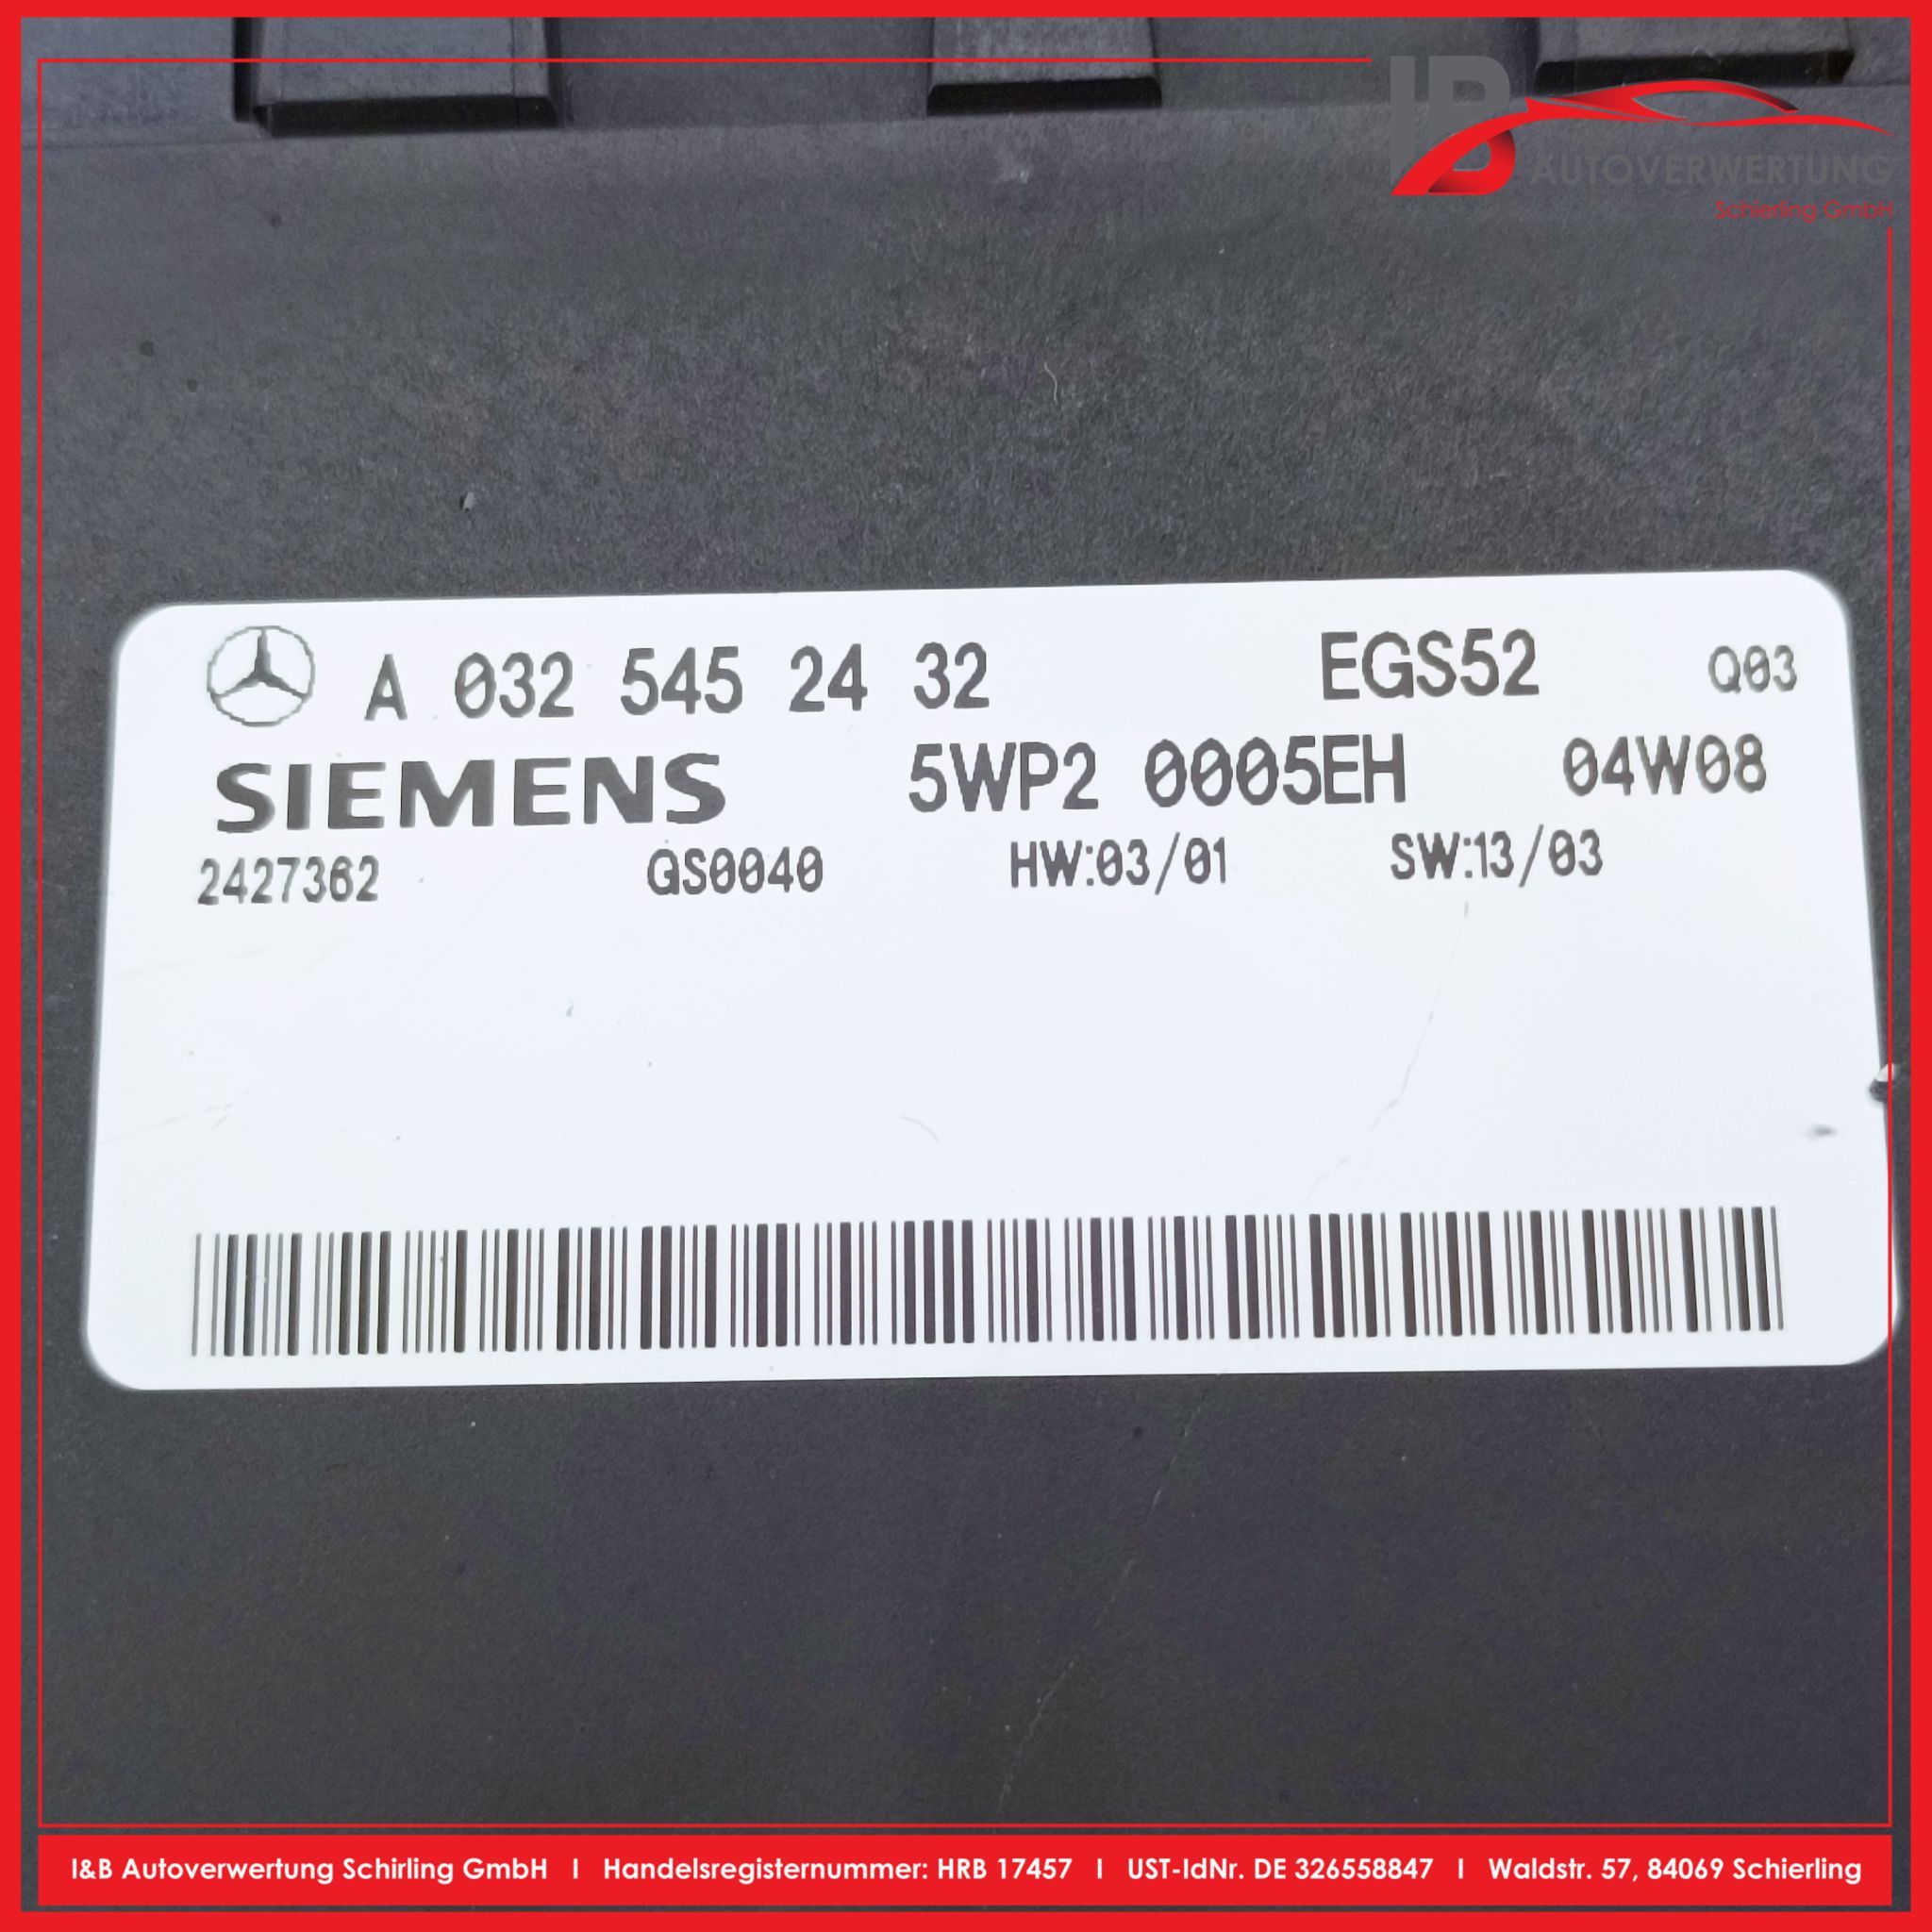 IB
AUTOVERWERTUNG
Schierling GmbH
A 032 545 24 32 EGS52 Q03
SIEMENS 5WP2 0005EH 04W08
2427362 QS0040 HW:03/01 SW:13/03
I&B Autoverwertung Schirling GmbH I Handelsregisternummer: HRB 17457 I UST-IdNr. DE 326558847 I Waldstr. 57, 84069 Schierling